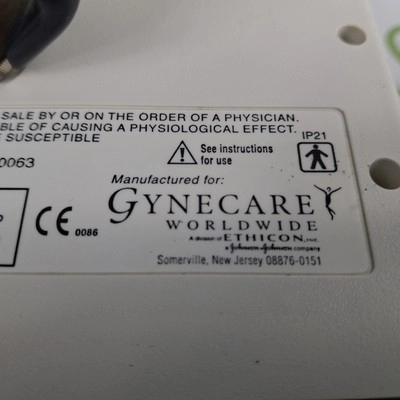 SALE BY OR ON THE ORDER OF A PHYSICIAN.
BLE OF CAUSING A PHYSIOLOGICAL EFFECT.
E SUSCEPTIBLE
IP21
0063
See instructions
for use
Manufactured for:
GYNECARE
WORLDWIDE
CE 0086
A division of ETHICON, INC.
a Johnson & Johnson company
Somerville, New Jersey 08876-0151